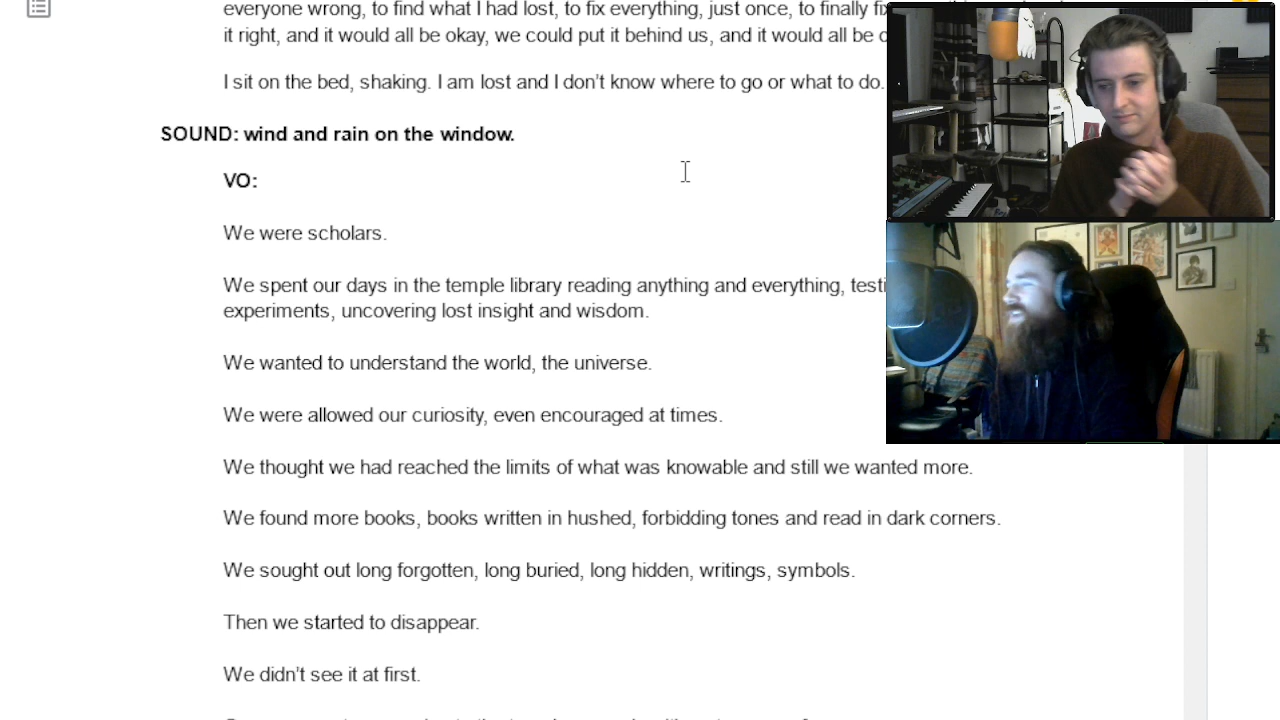 everyone wrong, to find what I had lost, to fix everything, just once, to finally fix
it right, and it would all be okay, we could put it behind us, and it would all be
I sit on the bed, shaking. I am lost and I don't know where to go or what to do.
SOUND: wind and rain on the window.
VO:
We were scholars.
We spent our days in the temple library reading anything and everything,
experiments, uncovering lost insight and wisdom.
We wanted to understand the world, the universe.
We were allowed our curiosity, even encouraged at times.
We thought we had reached the limits of what was knowable and still we wanted more.
We found more books, books written in hushed, forbidding tones and read in dark corners.
We sought out long forgotten, long buried, long hidden, writings, symbols.
Then we started to disappear.
We didn't see it at first.